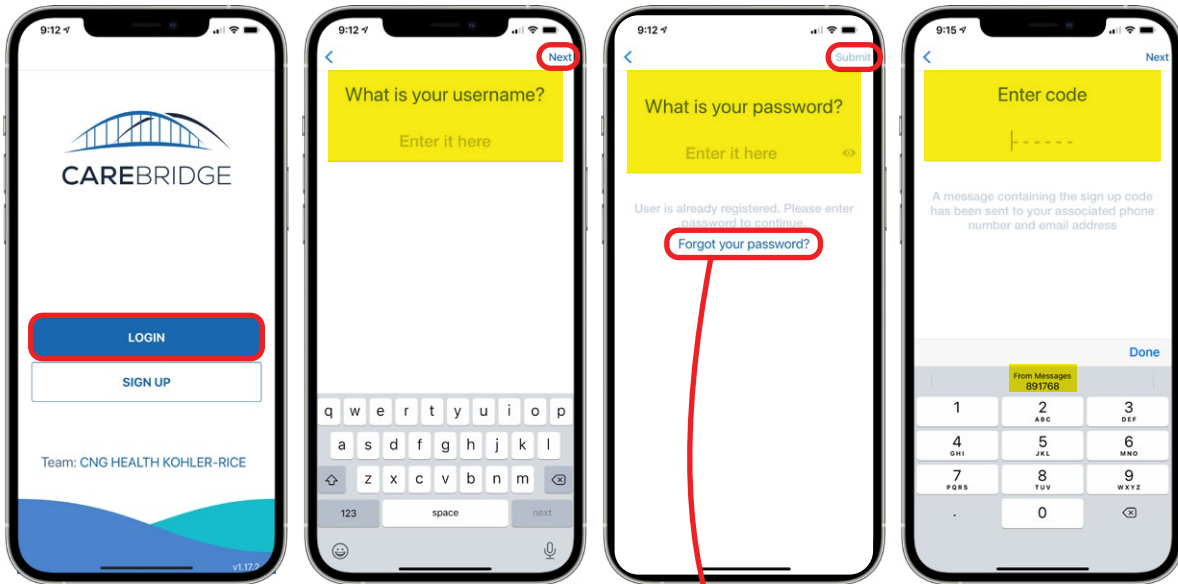 9:12
CAREBRIDGE
LOGIN
SIGN UP
Team: CNG HEALTH KOHLER-RICE
v1.17.2
9:12
Next
What is your username?
Enter it here
q w e r t y u i o p
a s d f g h j k l
z x c v b n m
123 space next
9:12
Submit
What is your password?
Enter it here
User is already registered. Please enter
password to continue.
Forgot your password?
9:15
Next
Enter code
------
A message containing the sign up code
has been sent to your associated phone
number and email address
Done
From Messages
891768
1 2 3
ABC DEF
4 5 6
GHI JKL MNO
7 8 9
PQRS TUV WXYZ
. 0